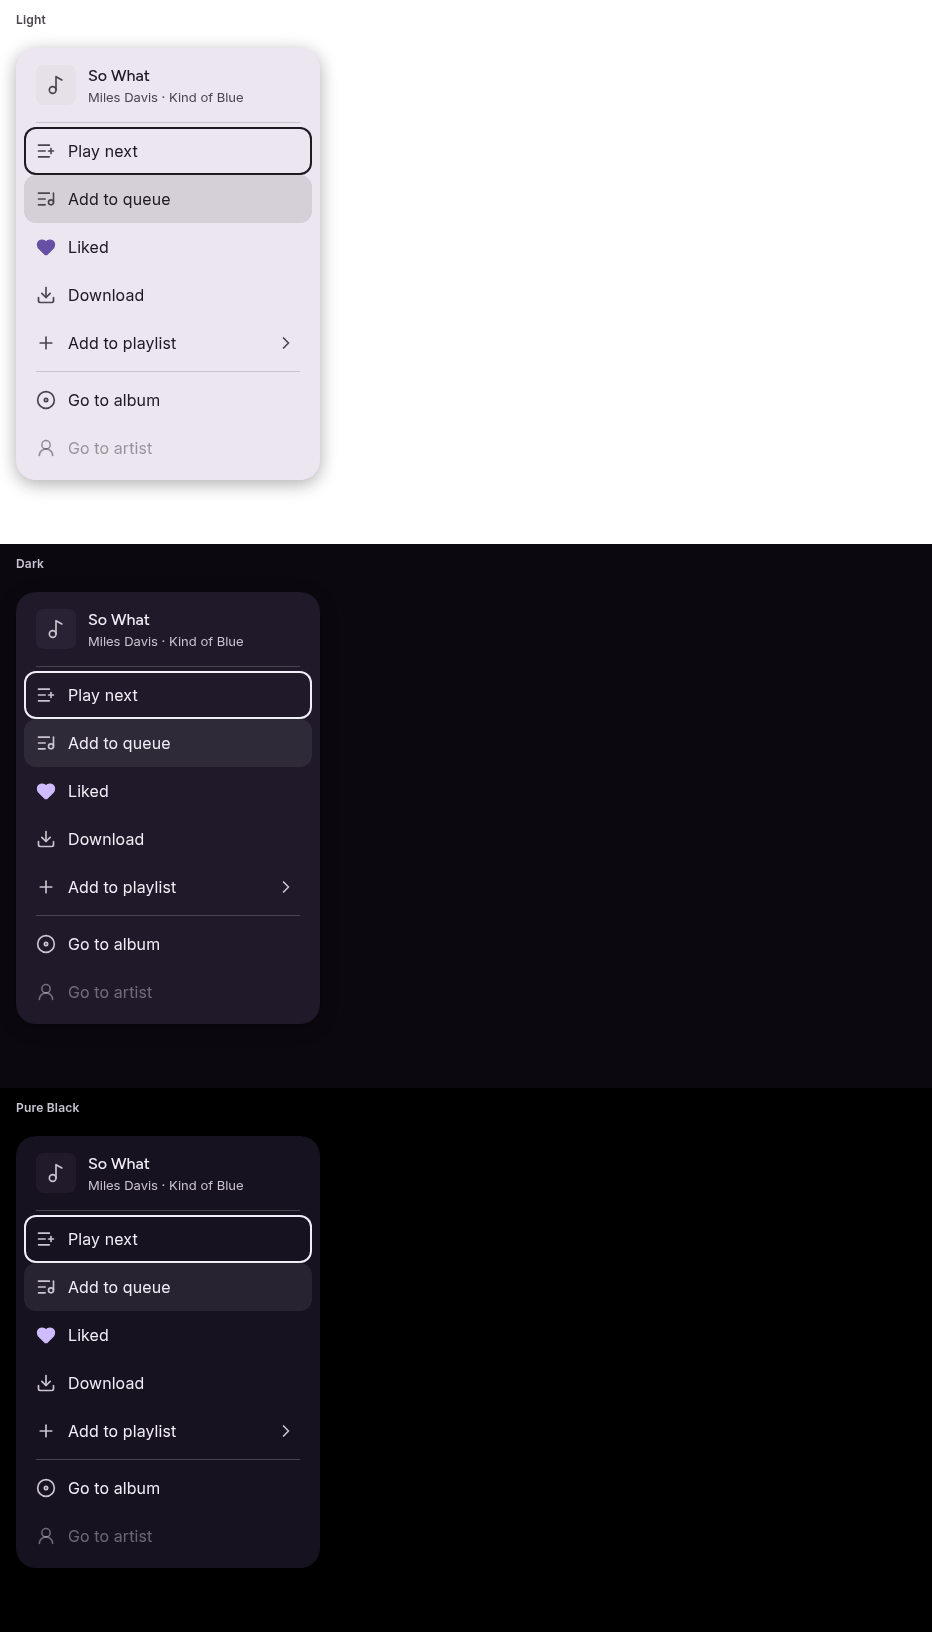 Light
So What
Miles Davis · Kind of Blue
Play next
Add to queue
Liked
Download
Add to playlist
Go to album
Go to artist
Dark
So What
Miles Davis · Kind of Blue
Play next
Add to queue
Liked
Download
Add to playlist
Go to album
Go to artist
Pure Black
So What
Miles Davis · Kind of Blue
Play next
Add to queue
Liked
Download
Add to playlist
Go to album
Go to artist